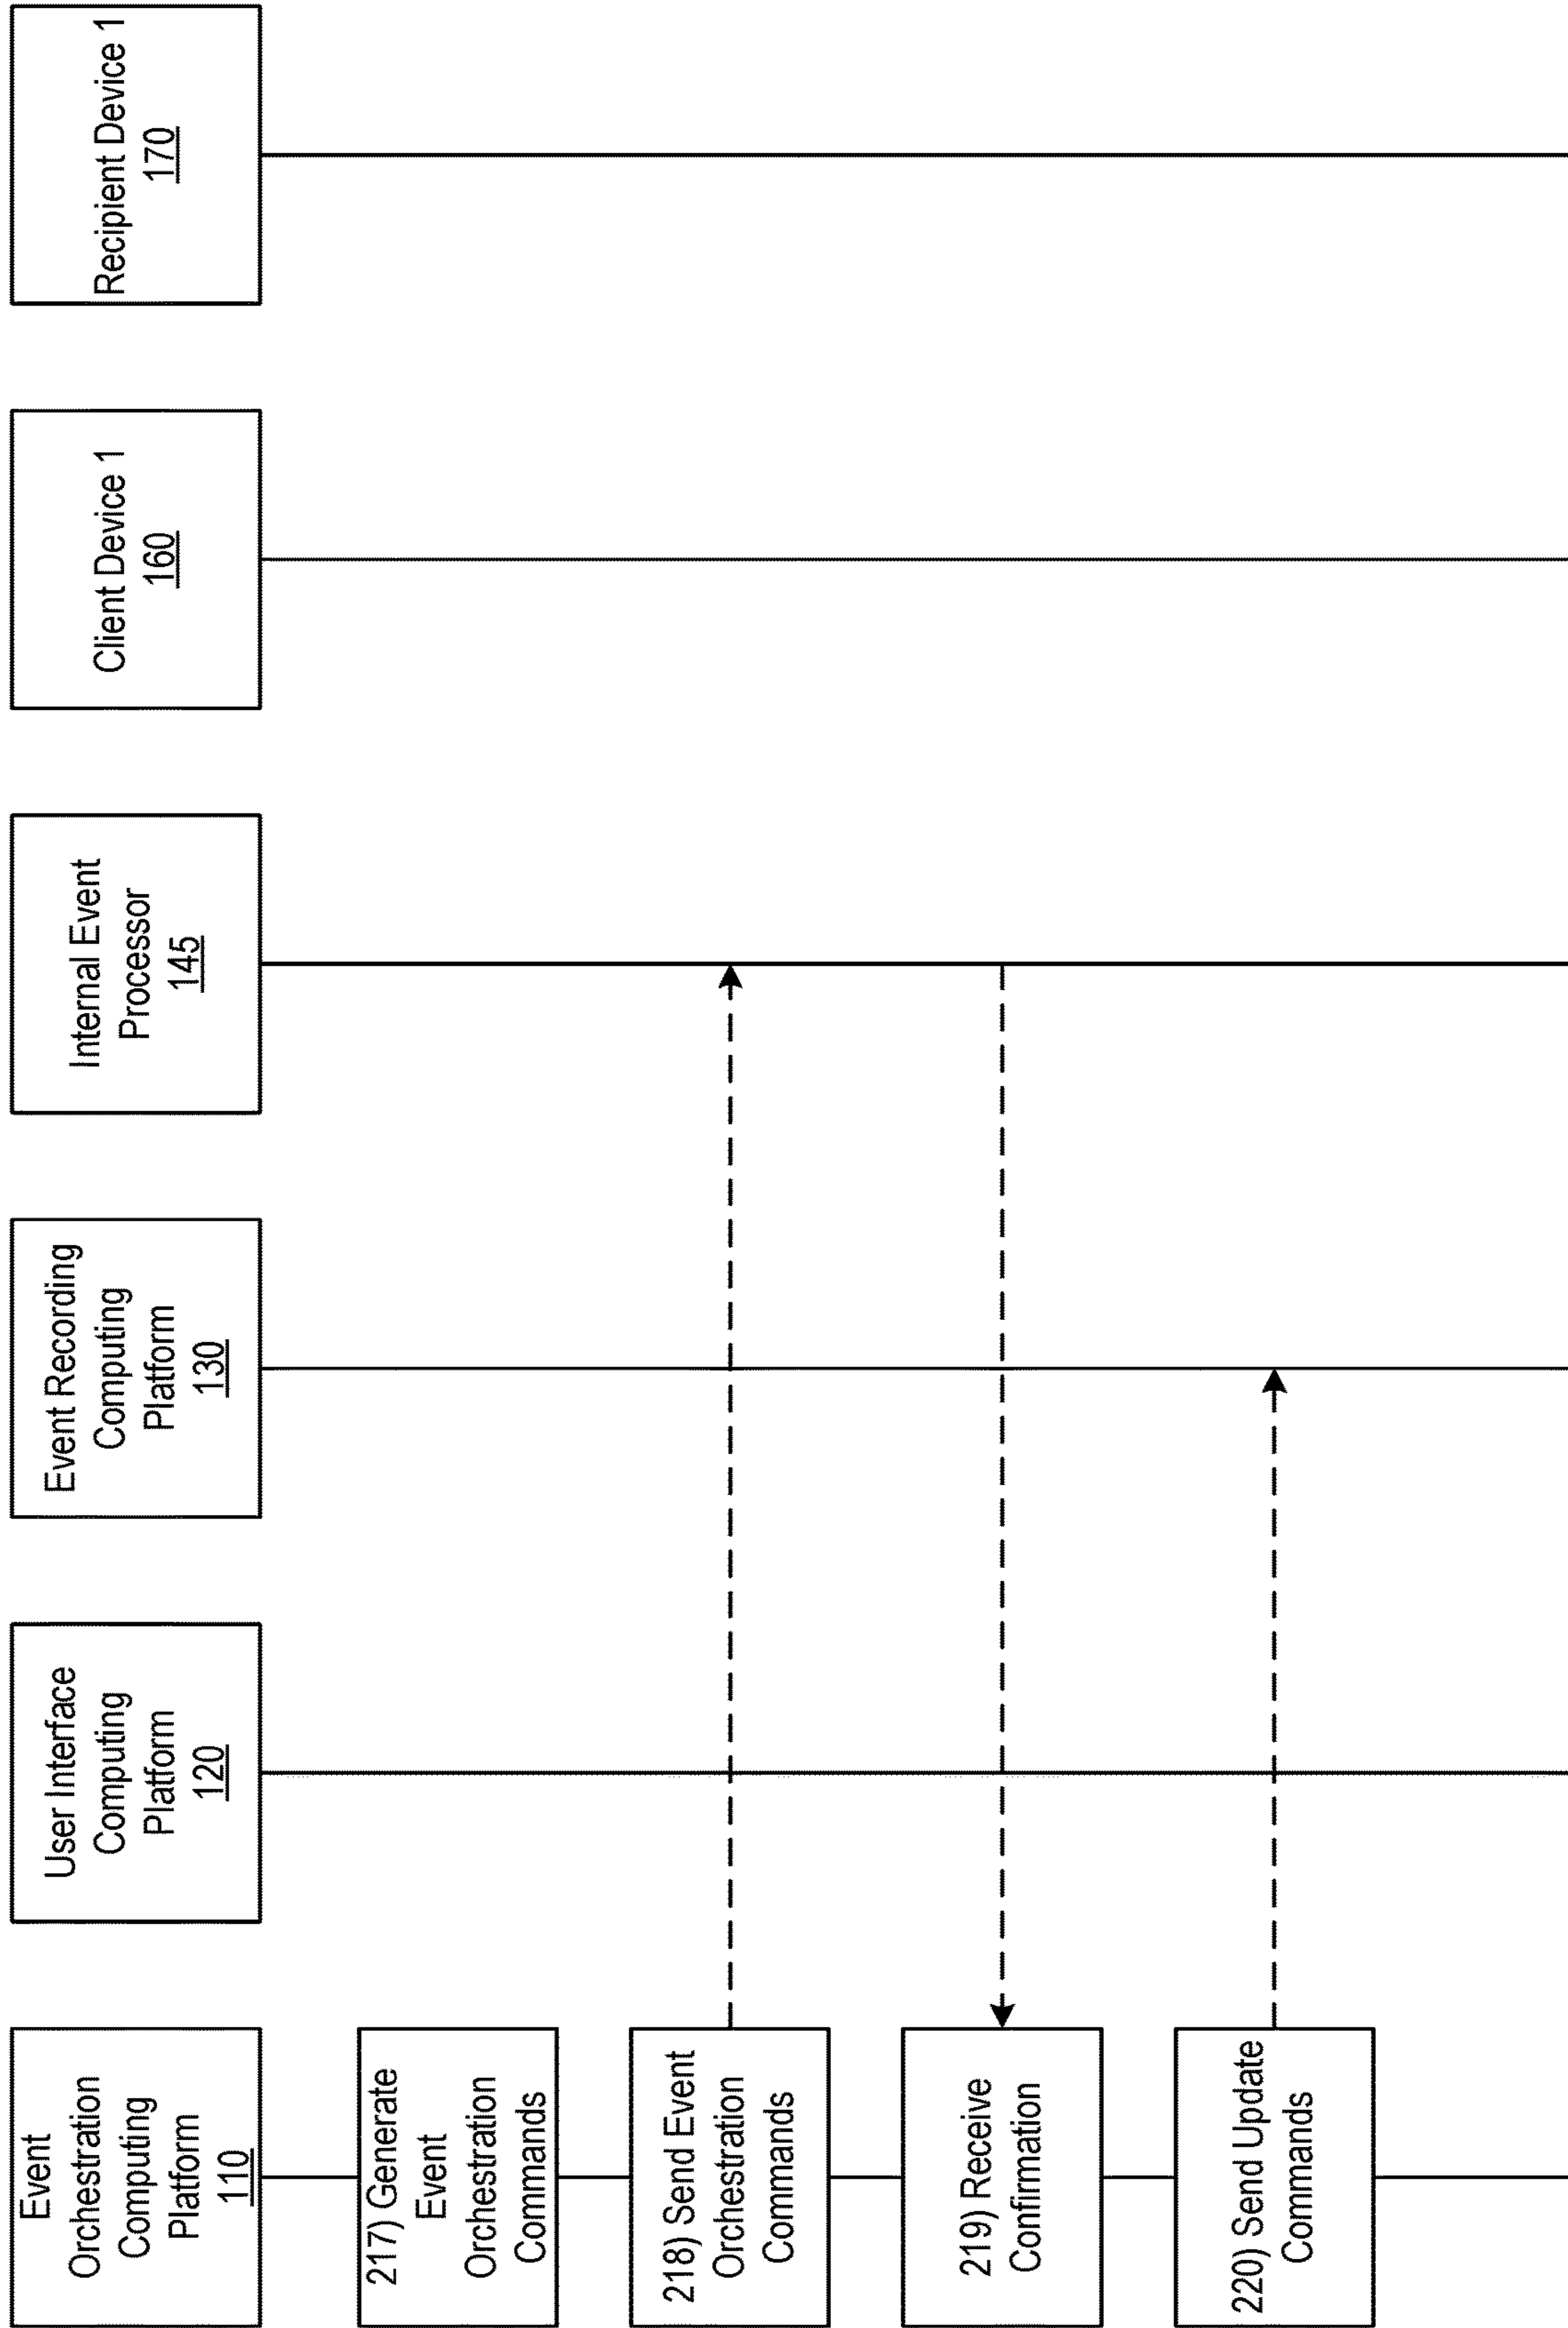 Event
Orchestration
Computing
Platform
110
User Interface
Computing
Platform
120
Event Recording
Computing
Platform
130
Internal Event
Processor
145
Client Device 1
160
Recipient Device 1
170
217) Generate
Event
Orchestration
Commands
218) Send Event
Orchestration
Commands
219) Receive
Confirmation
220) Send Update
Commands